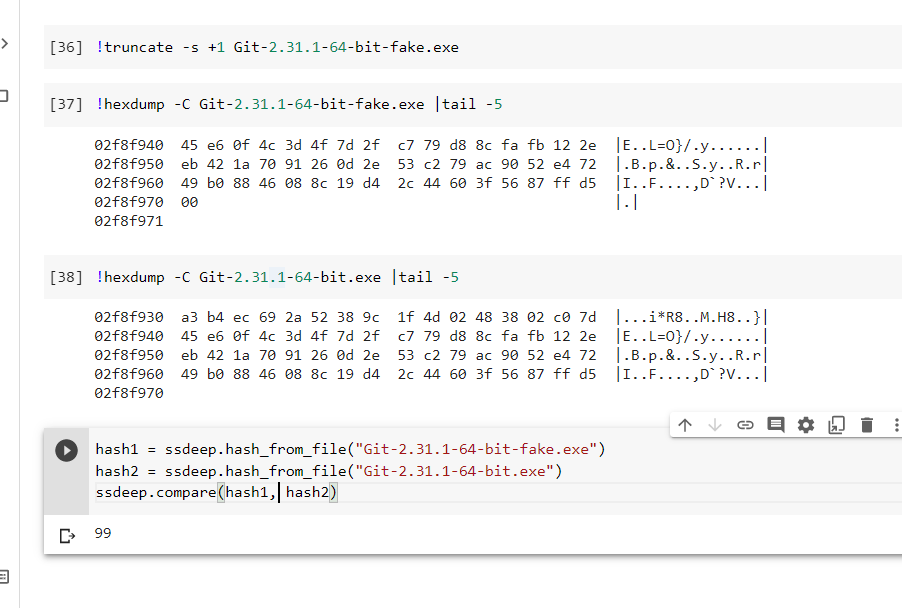 [36] !truncate -s +1 Git-2.31.1-64-bit-fake.exe
[37] !hexdump -C Git-2.31.1-64-bit-fake.exe |tail -5
02f8f940  45 e6 0f 4c 3d 4f 7d 2f  c7 79 d8 8c fa fb 12 2e  |E..L=O}/.y......|
02f8f950  eb 42 1a 70 91 26 0d 2e  53 c2 79 ac 90 52 e4 72  |.B.p.&..S.y..R.r|
02f8f960  49 b0 88 46 08 8c 19 d4  2c 44 60 3f 56 87 ff d5  |I..F....,D`?V...|
02f8f970  00                                                |.|
02f8f971
[38] !hexdump -C Git-2.31.1-64-bit.exe |tail -5
02f8f930  a3 b4 ec 69 2a 52 38 9c  1f 4d 02 48 38 02 c0 7d  |...i*R8..M.H8..}|
02f8f940  45 e6 0f 4c 3d 4f 7d 2f  c7 79 d8 8c fa fb 12 2e  |E..L=O}/.y......|
02f8f950  eb 42 1a 70 91 26 0d 2e  53 c2 79 ac 90 52 e4 72  |.B.p.&..S.y..R.r|
02f8f960  49 b0 88 46 08 8c 19 d4  2c 44 60 3f 56 87 ff d5  |I..F....,D`?V...|
02f8f970
hash1 = ssdeep.hash_from_file("Git-2.31.1-64-bit-fake.exe")
hash2 = ssdeep.hash_from_file("Git-2.31.1-64-bit.exe")
ssdeep.compare(hash1, hash2)
99